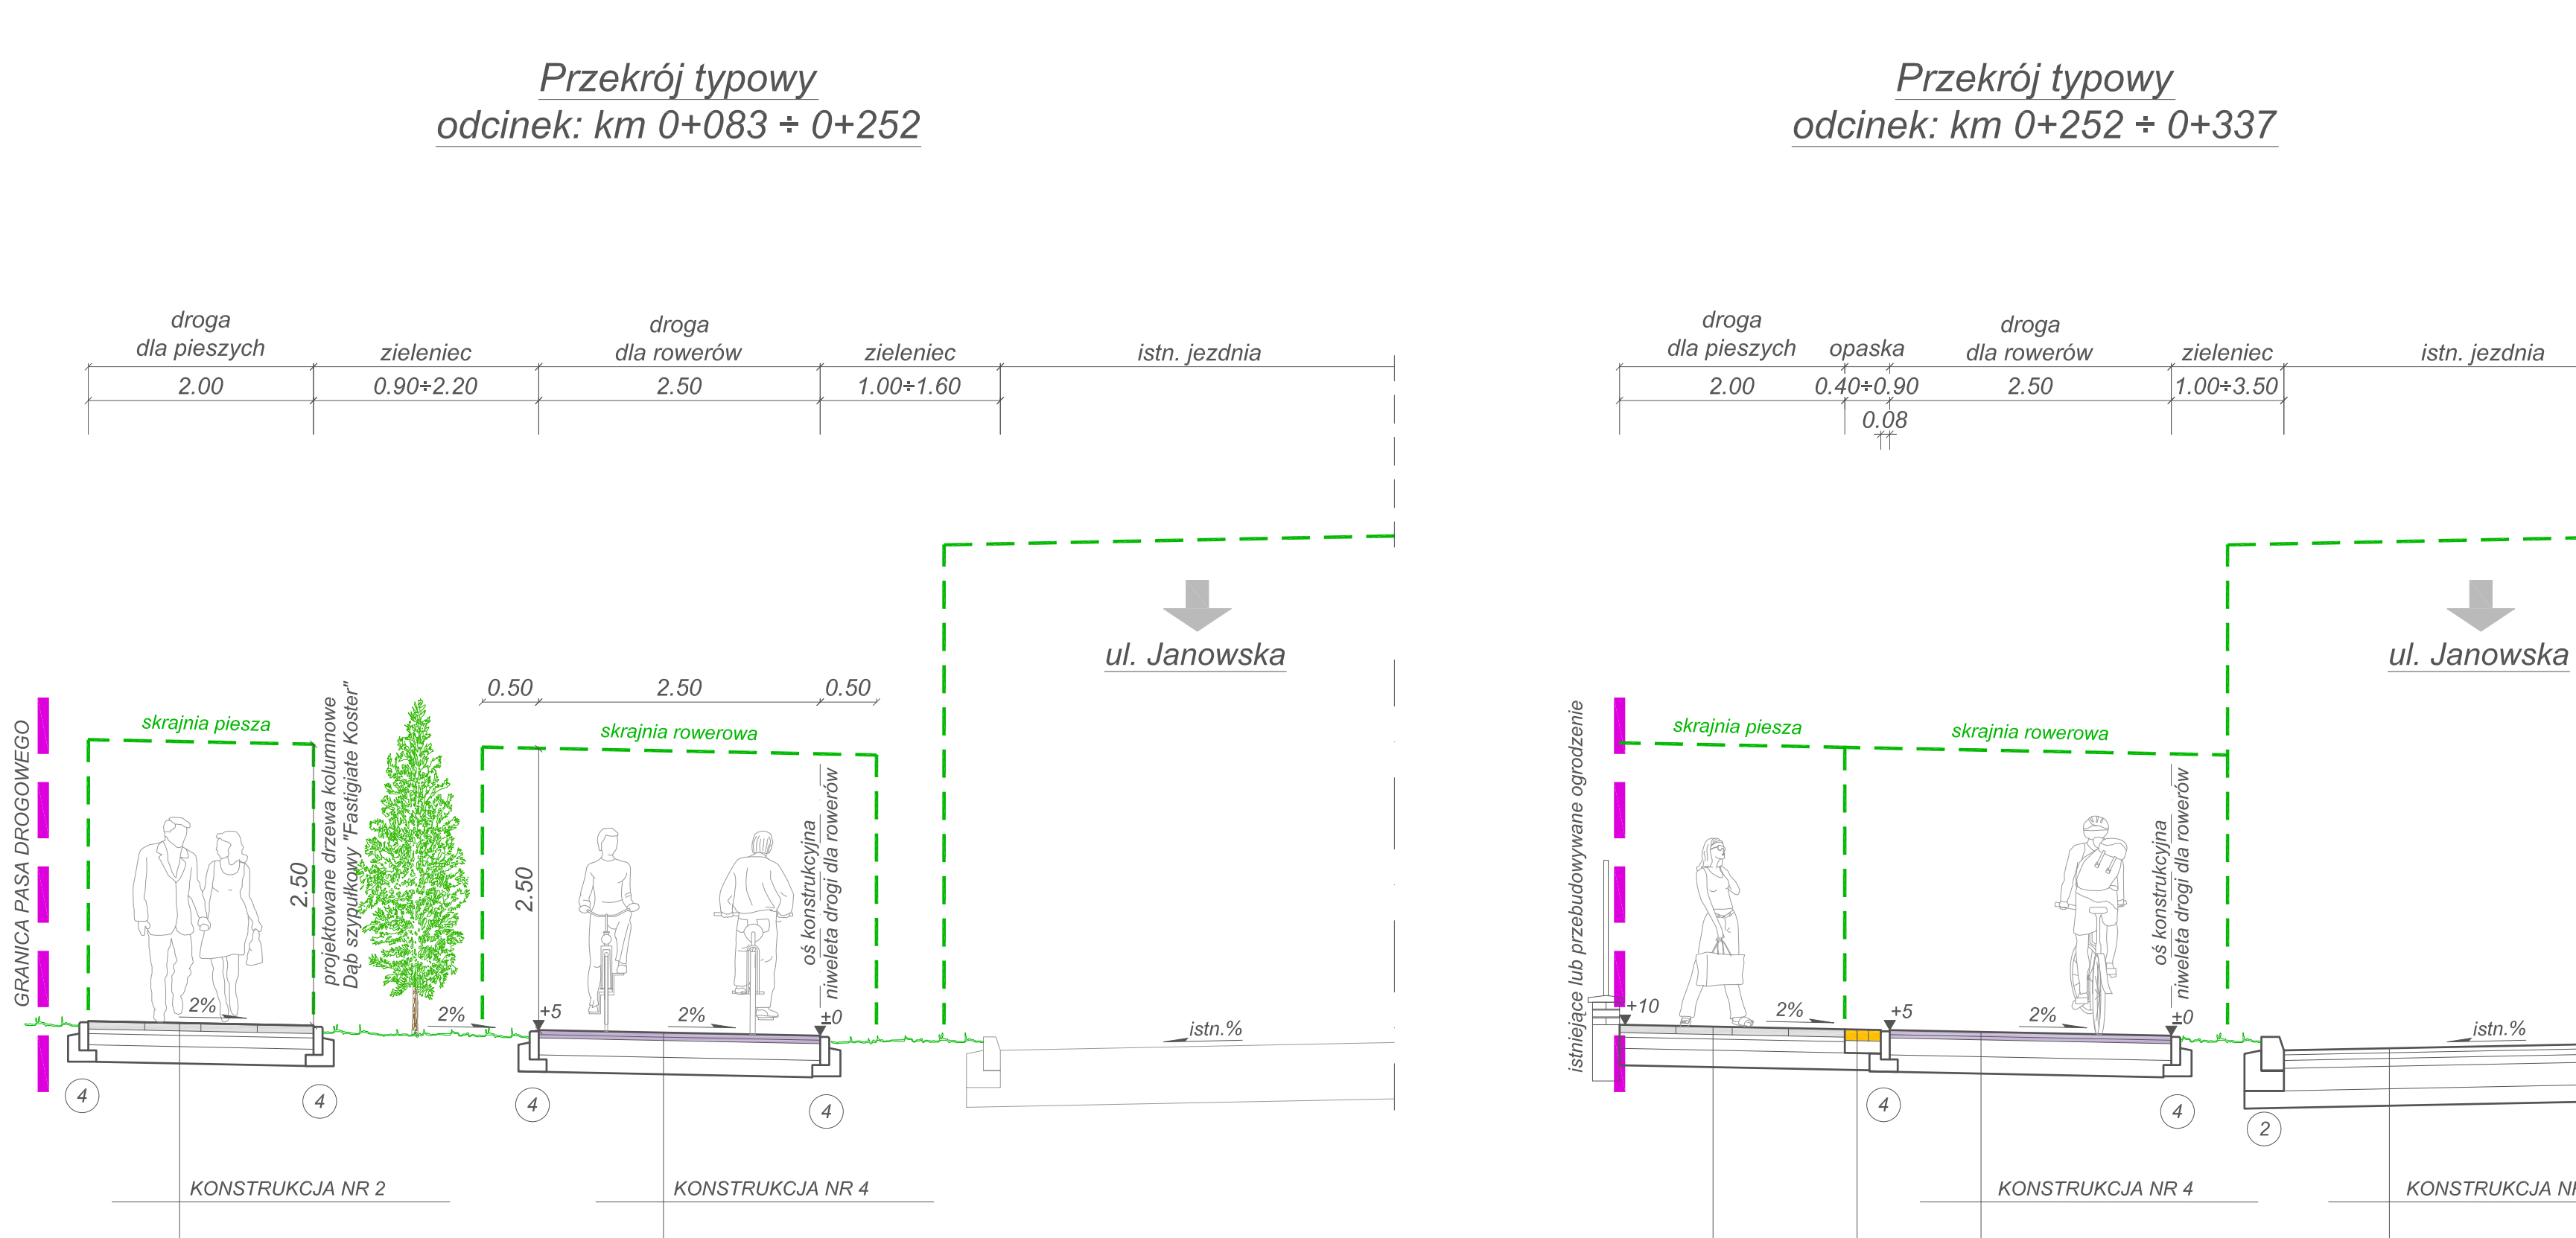 Przekrój typowy
odcinek: km 0+083 ÷ 0+252
droga
dla pieszych
zieleniec
droga
dla rowerów
zieleniec
istn. jezdnia
2.00
0.90÷2.20
2.50
1.00÷1.60
ul. Janowska
0.50
2.50
0.50
skrajnia piesza
skrajnia rowerowa
GRANICA PASA DROGOWEGO
2.50
projektowane drzewa kolumnowe
Dąb szypułkowy "Fastigiate Koster"
2.50
oś konstrukcyjna
niweleta drogi dla rowerów
2%
2%
+5
2%
±0
istn.%
4
4
4
4
KONSTRUKCJA NR 2
KONSTRUKCJA NR 4
Przekrój typowy
odcinek: km 0+252 ÷ 0+337
droga
dla pieszych
opaska
droga
dla rowerów
zieleniec
istn. jezdnia
2.00
0.40÷0.90
2.50
1.00÷3.50
0.08
ul. Janowska
skrajnia piesza
skrajnia rowerowa
istniejące lub przebudowywane ogrodzenie
oś konstrukcyjna
niweleta drogi dla rowerów
+10
2%
+5
2%
±0
istn.%
4
4
2
KONSTRUKCJA NR 4
KONSTRUKCJA